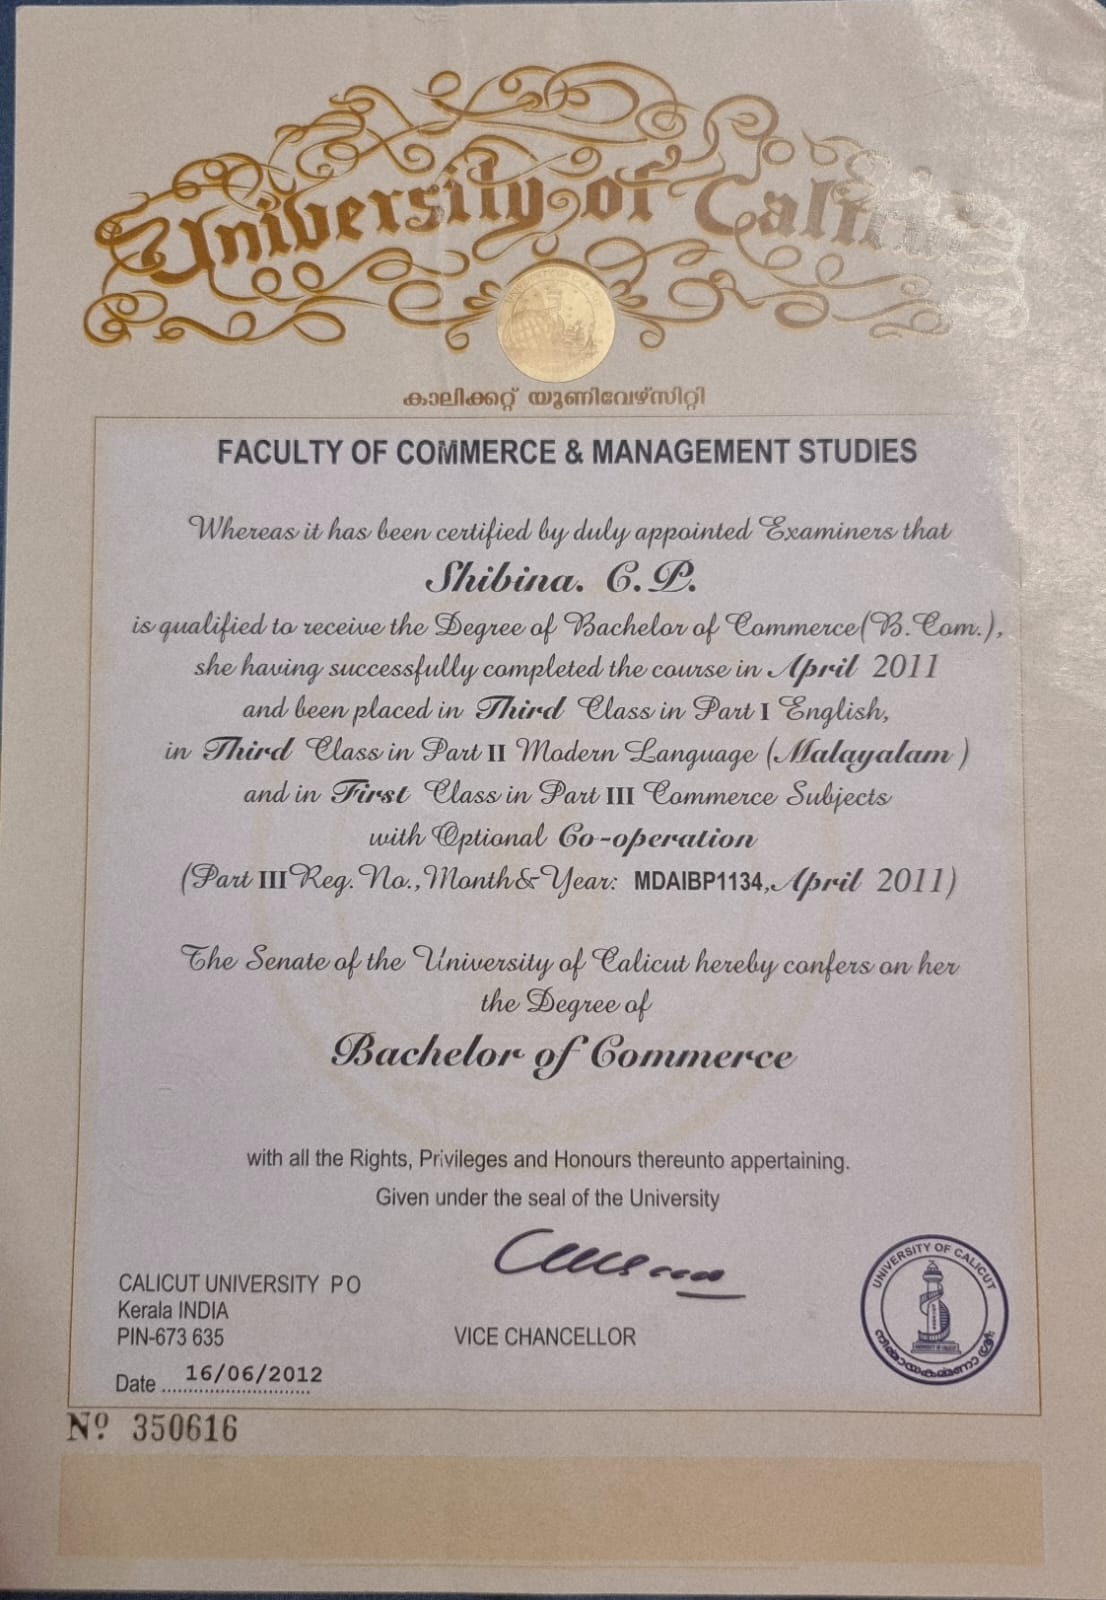 University of Calicut
കാലിക്കറ്റ് യൂണിവേഴ്സിറ്റി
FACULTY OF COMMERCE & MANAGEMENT STUDIES
Whereas it has been certified by duly appointed Examiners that
Shibina. C.P.
is qualified to receive the Degree of Bachelor of Commerce(B.Com.),
she having successfully completed the course in April 2011
and been placed in Third Class in Part I English,
in Third Class in Part II Modern Language (Malayalam )
and in First Class in Part III Commerce Subjects
with Optional Co-operation
(Part III Reg. No., Month & Year: MDAIBP1134, April 2011)
The Senate of the University of Calicut hereby confers on her
the Degree of
Bachelor of Commerce
with all the Rights, Privileges and Honours thereunto appertaining.
Given under the seal of the University
CALICUT UNIVERSITY P O
Kerala INDIA
PIN-673 635
VICE CHANCELLOR
Date 16/06/2012
UNIVERSITY OF CALICUT
No 350616